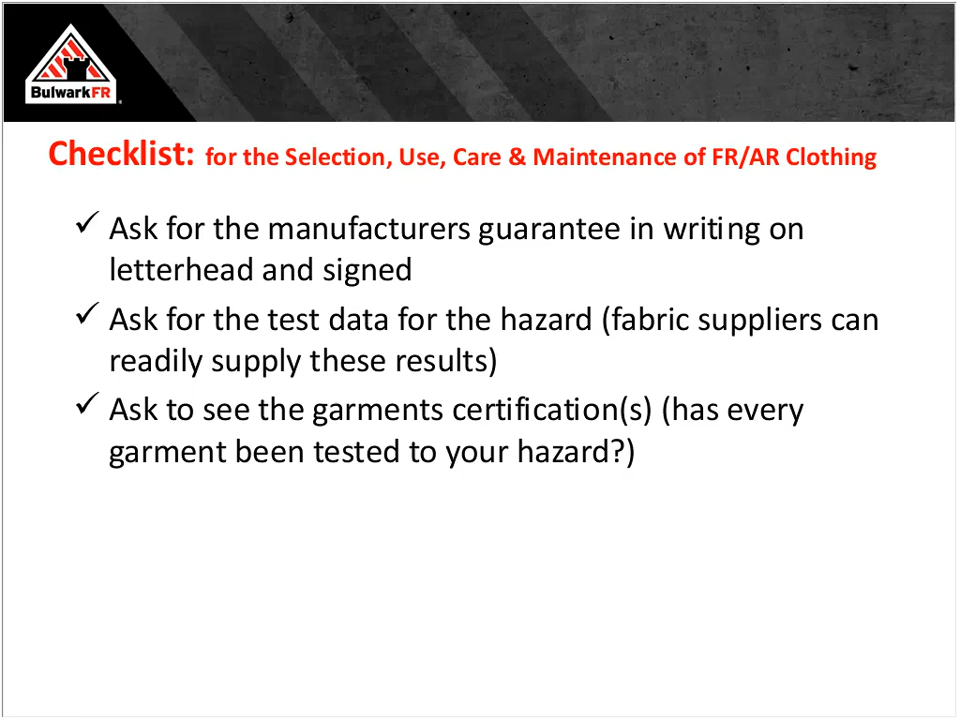 BulwarkFR
Checklist: for the Selection, Use, Care & Maintenance of FR/AR Clothing
✓ Ask for the manufacturers guarantee in writing on
letterhead and signed
✓ Ask for the test data for the hazard (fabric suppliers can
readily supply these results)
✓ Ask to see the garments certification(s) (has every
garment been tested to your hazard?)